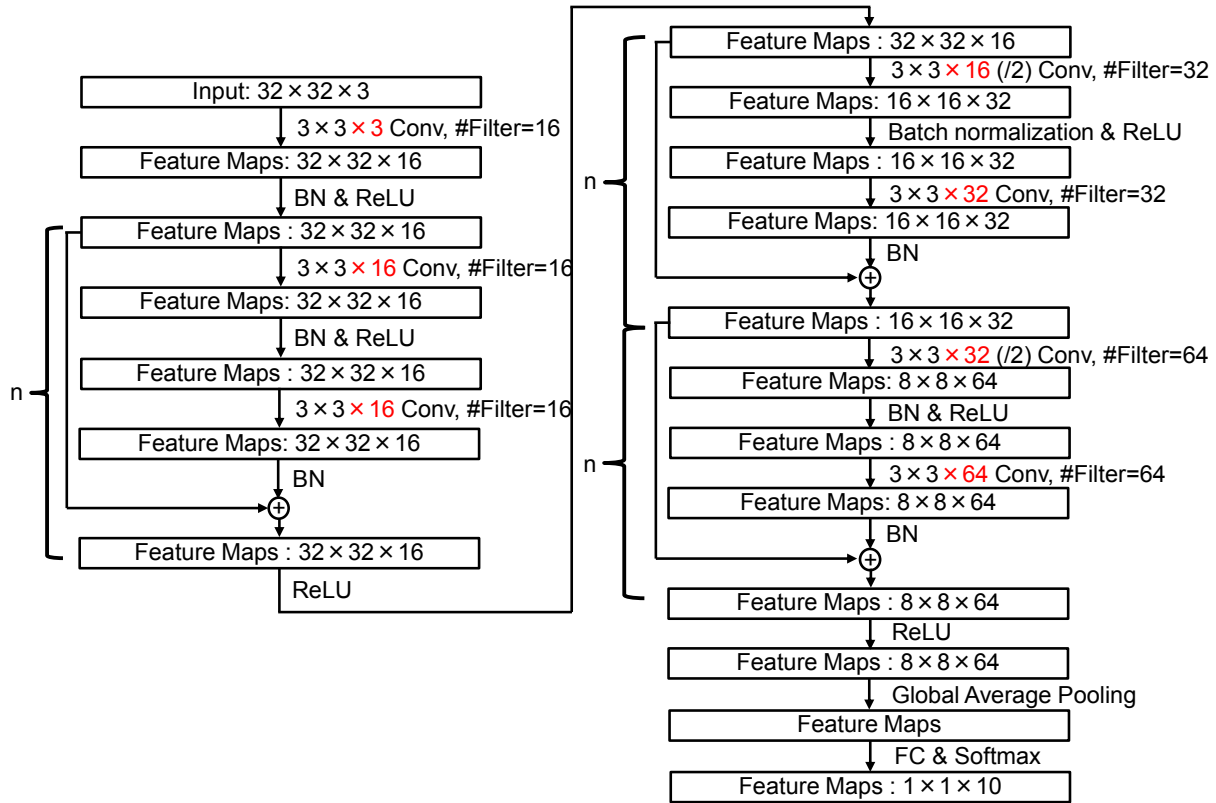 Input: 32×32×3
3×3×3 Conv, #Filter=16
Feature Maps: 32×32×16
BN & ReLU
Feature Maps : 32×32×16
3×3×16 Conv, #Filter=16
Feature Maps: 32×32×16
BN & ReLU
n
Feature Maps : 32×32×16
3×3×16 Conv, #Filter=16
Feature Maps: 32×32×16
BN
+
Feature Maps : 32×32×16
ReLU
Feature Maps : 32×32×16
3×3×16 (/2) Conv, #Filter=32
Feature Maps: 16×16×32
Batch normalization & ReLU
n
Feature Maps : 16×16×32
3×3×32 Conv, #Filter=32
Feature Maps: 16×16×32
BN
+
Feature Maps : 16×16×32
3×3×32 (/2) Conv, #Filter=64
Feature Maps: 8×8×64
BN & ReLU
n
Feature Maps : 8×8×64
3×3×64 Conv, #Filter=64
Feature Maps: 8×8×64
BN
+
Feature Maps : 8×8×64
ReLU
Feature Maps : 8×8×64
Global Average Pooling
Feature Maps
FC & Softmax
Feature Maps : 1×1×10